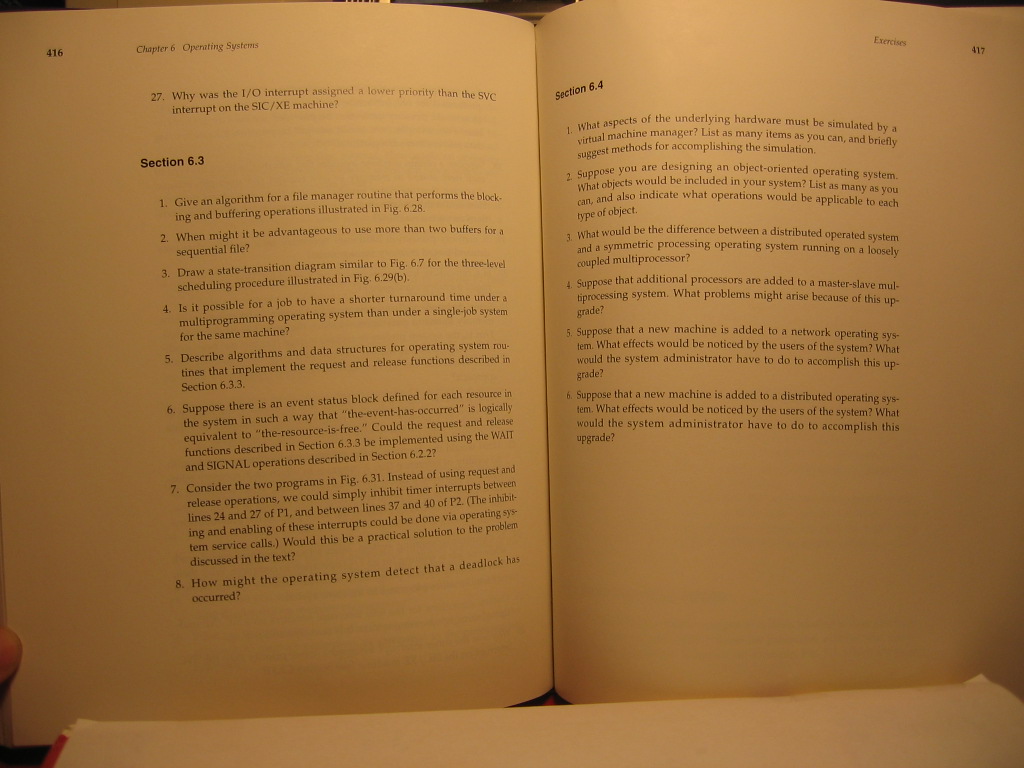 416
Chapter 6 Operating Systems
27. Why was the I/O interrupt assigned a lower priority than the SVC
interrupt on the SIC/XE machine?
Section 6.3
1. Give an algorithm for a file manager routine that performs the block-
ing and buffering operations illustrated in Fig. 6.28.
2. When might it be advantageous to use more than two buffers for a
sequential file?
3. Draw a state-transition diagram similar to Fig. 6.7 for the three-level
scheduling procedure illustrated in Fig. 6.29(b).
4. Is it possible for a job to have a shorter turnaround time under a
multiprogramming operating system than under a single-job system
for the same machine?
5. Describe algorithms and data structures for operating system rou-
tines that implement the request and release functions described in
Section 6.3.3.
6. Suppose there is an event status block defined for each resource in
the system in such a way that "the-event-has-occurred" is logically
equivalent to "the-resource-is-free." Could the request and release
functions described in Section 6.3.3 be implemented using the WAIT
and SIGNAL operations described in Section 6.2.2?
7. Consider the two programs in Fig. 6.31. Instead of using request and
release operations, we could simply inhibit timer interrupts between
lines 24 and 27 of P1, and between lines 37 and 40 of P2. (The inhibit-
ing and enabling of these interrupts could be done via operating sys-
tem service calls.) Would this be a practical solution to the problem
discussed in the text?
8. How might the operating system detect that a deadlock has
occurred?
Exercises
417
Section 6.4
1. What aspects of the underlying hardware must be simulated by a
virtual machine manager? List as many items as you can, and briefly
suggest methods for accomplishing the simulation.
2. Suppose you are designing an object-oriented operating system.
What objects would be included in your system? List as many as you
can, and also indicate what operations would be applicable to each
type of object.
3. What would be the difference between a distributed operated system
and a symmetric processing operating system running on a loosely
coupled multiprocessor?
4. Suppose that additional processors are added to a master-slave mul-
tiprocessing system. What problems might arise because of this up-
grade?
5. Suppose that a new machine is added to a network operating sys-
tem. What effects would be noticed by the users of the system? What
would the system administrator have to do to accomplish this up-
grade?
6. Suppose that a new machine is added to a distributed operating sys-
tem. What effects would be noticed by the users of the system? What
would the system administrator have to do to accomplish this
upgrade?